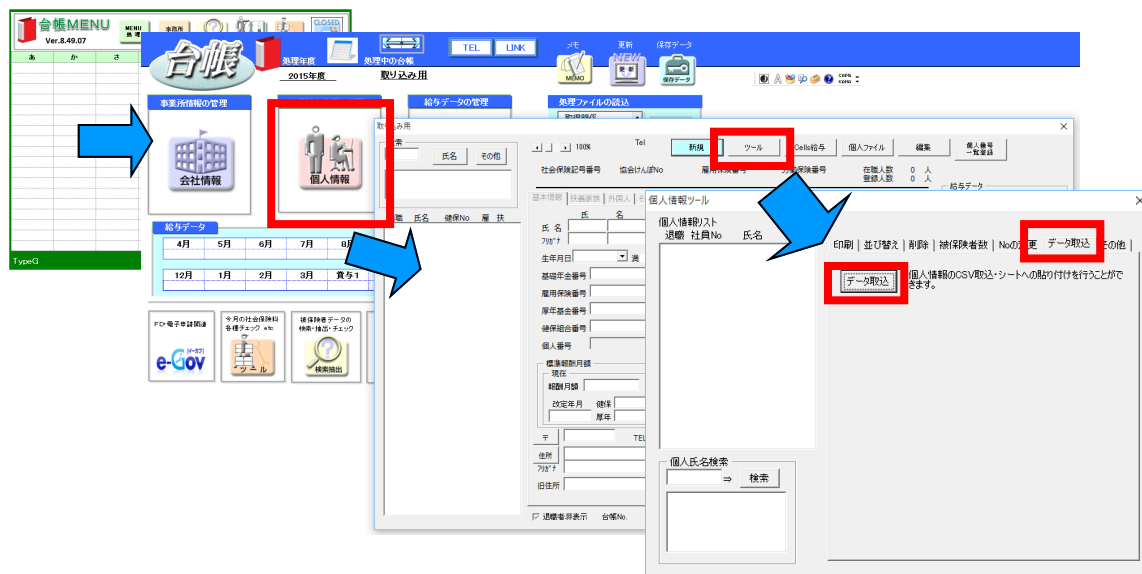 台帳MENU
Ver.8.49.07
MENU
処理
事務所
CLOSED
あ か さ
TypeG
台帳
処理年度
2015年度
処理中の台帳
取り込み用
TEL
LINK
メモ
MEMO
更新
NEW
更新
保存データ
保存データ
事業所情報の管理
会社情報
個人情報
給与データの管理
処理ファイルの読込
取得関係
給与データ
4月 5月 6月 7月 8月
12月 1月 2月 3月 賞与1
FD・電子申請関連
e-Gov
今月の社会保険料
各種チェック etc
ツール
被保険者データの
検索・抽出・チェック
検索抽出
取り込み用
氏名
その他
100%
Tel
新規
ツール
Cells給与
個人ファイル
編集
個人番号
一覧登録
社会保険記号番号
協会けんぽNo
雇用保険番号
在職人数 0 人
登録人数 0 人
給与データ
職 氏名 健保No 雇 扶
基本情報
扶養家族
外国人
氏 名
氏 名
フリガナ
生年月日
満
基礎年金番号
雇用保険番号
厚年基金番号
健保組合番号
個人番号
標準報酬月額
現在
報酬月額
改定年月
健保
厚年
〒
TEL
住所
フリガナ
旧住所
退職者非表示
台帳No.
個人情報ツール
個人情報リスト
退職 社員No 氏名
印刷
並び替え
削除
被保険者数
Noの変更
データ取込
その他
データ取込
個人情報のCSV取込・シートへの貼り付けを行うことがで
きます。
個人氏名検索
⇒
検索